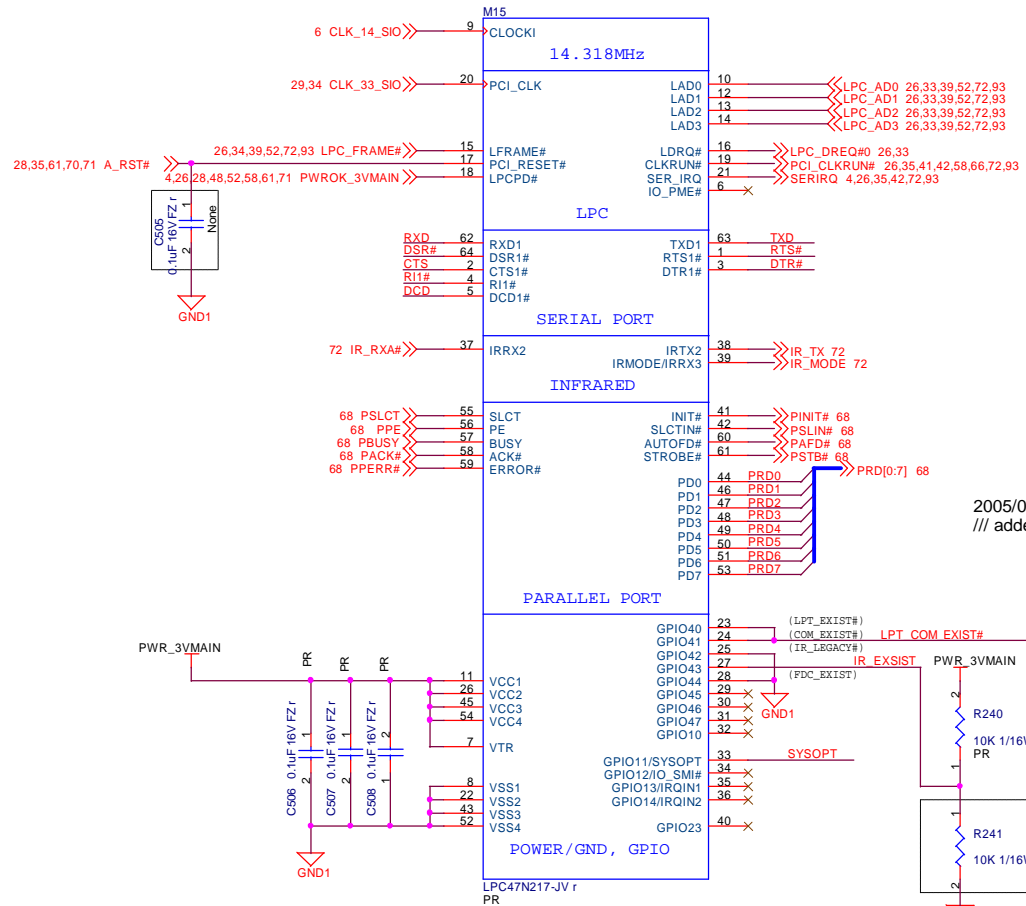 M15
6 CLK_14_SIO 9 CLOCKI
14.318MHz
29,34 CLK_33_SIO 20 PCI_CLK
LAD0 10 LPC_AD0 26,33,39,52,72,93
LAD1 12 LPC_AD1 26,33,39,52,72,93
LAD2 13 LPC_AD2 26,33,39,52,72,93
LAD3 14 LPC_AD3 26,33,39,52,72,93
26,34,39,52,72,93 LPC_FRAME# 15 LFRAME#
28,35,61,70,71 A_RST# 17 PCI_RESET#
4,26,28,48,52,58,61,71 PWROK_3VMAIN 18 LPCPD#
LDRQ# 16 LPC_DREQ#0 26,33
CLKRUN# 19 PCI_CLKRUN# 26,35,41,42,58,66,72,93
SER_IRQ 21 SERIRQ 4,26,35,42,72,93
IO_PME# 6
LPC
C505
0.1uF 16V FZ r
1
2
None
GND1
RXD 62 RXD1
DSR# 64 DSR1#
CTS 2 CTS1#
RI1# 4 RI1#
DCD 5 DCD1#
TXD1 63 TXD
RTS1# 1 RTS#
DTR1# 3 DTR#
SERIAL PORT
72 IR_RXA# 37 IRRX2
IRTX2 38 IR_TX 72
IRMODE/IRRX3 39 IR_MODE 72
INFRARED
68 PSLCT 55 SLCT
68 PPE 56 PE
68 PBUSY 57 BUSY
68 PACK# 58 ACK#
68 PPERR# 59 ERROR#
INIT# 41 PINIT# 68
SLCTIN# 42 PSLIN# 68
AUTOFD# 60 PAFD# 68
STROBE# 61 PSTB# 68
PD0 44 PRD0
PD1 46 PRD1
PD2 47 PRD2
PD3 48 PRD3
PD4 49 PRD4
PD5 50 PRD5
PD6 51 PRD6
PD7 53 PRD7
PRD[0:7] 68
PARALLEL PORT
2005/0
/// adde
GPIO40 23 (LPT_EXIST#)
GPIO41 24 (COM_EXIST#) LPT_COM_EXIST#
GPIO42 25 (IR_LEGACY#)
GPIO43 27 IR_EXSIST
GPIO44 28 (FDC_EXIST)
GPIO45 29
GPIO46 30
GPIO47 31
GPIO10 32
GND1
GPIO11/SYSOPT 33 SYSOPT
GPIO12/IO_SMI# 34
GPIO13/IRQIN1 35
GPIO14/IRQIN2 36
GPIO23 40
PWR_3VMAIN
11 VCC1
26 VCC2
45 VCC3
54 VCC4
7 VTR
8 VSS1
22 VSS2
43 VSS3
52 VSS4
C506 0.1uF 16V FZ r PR 1 2
C507 0.1uF 16V FZ r PR 1 2
C508 0.1uF 16V FZ r PR 2 1
GND1
POWER/GND, GPIO
LPC47N217-JV r
PR
PWR_3VMAIN
2
R240
10K 1/16W
PR
1
1
R241
10K 1/16W
2